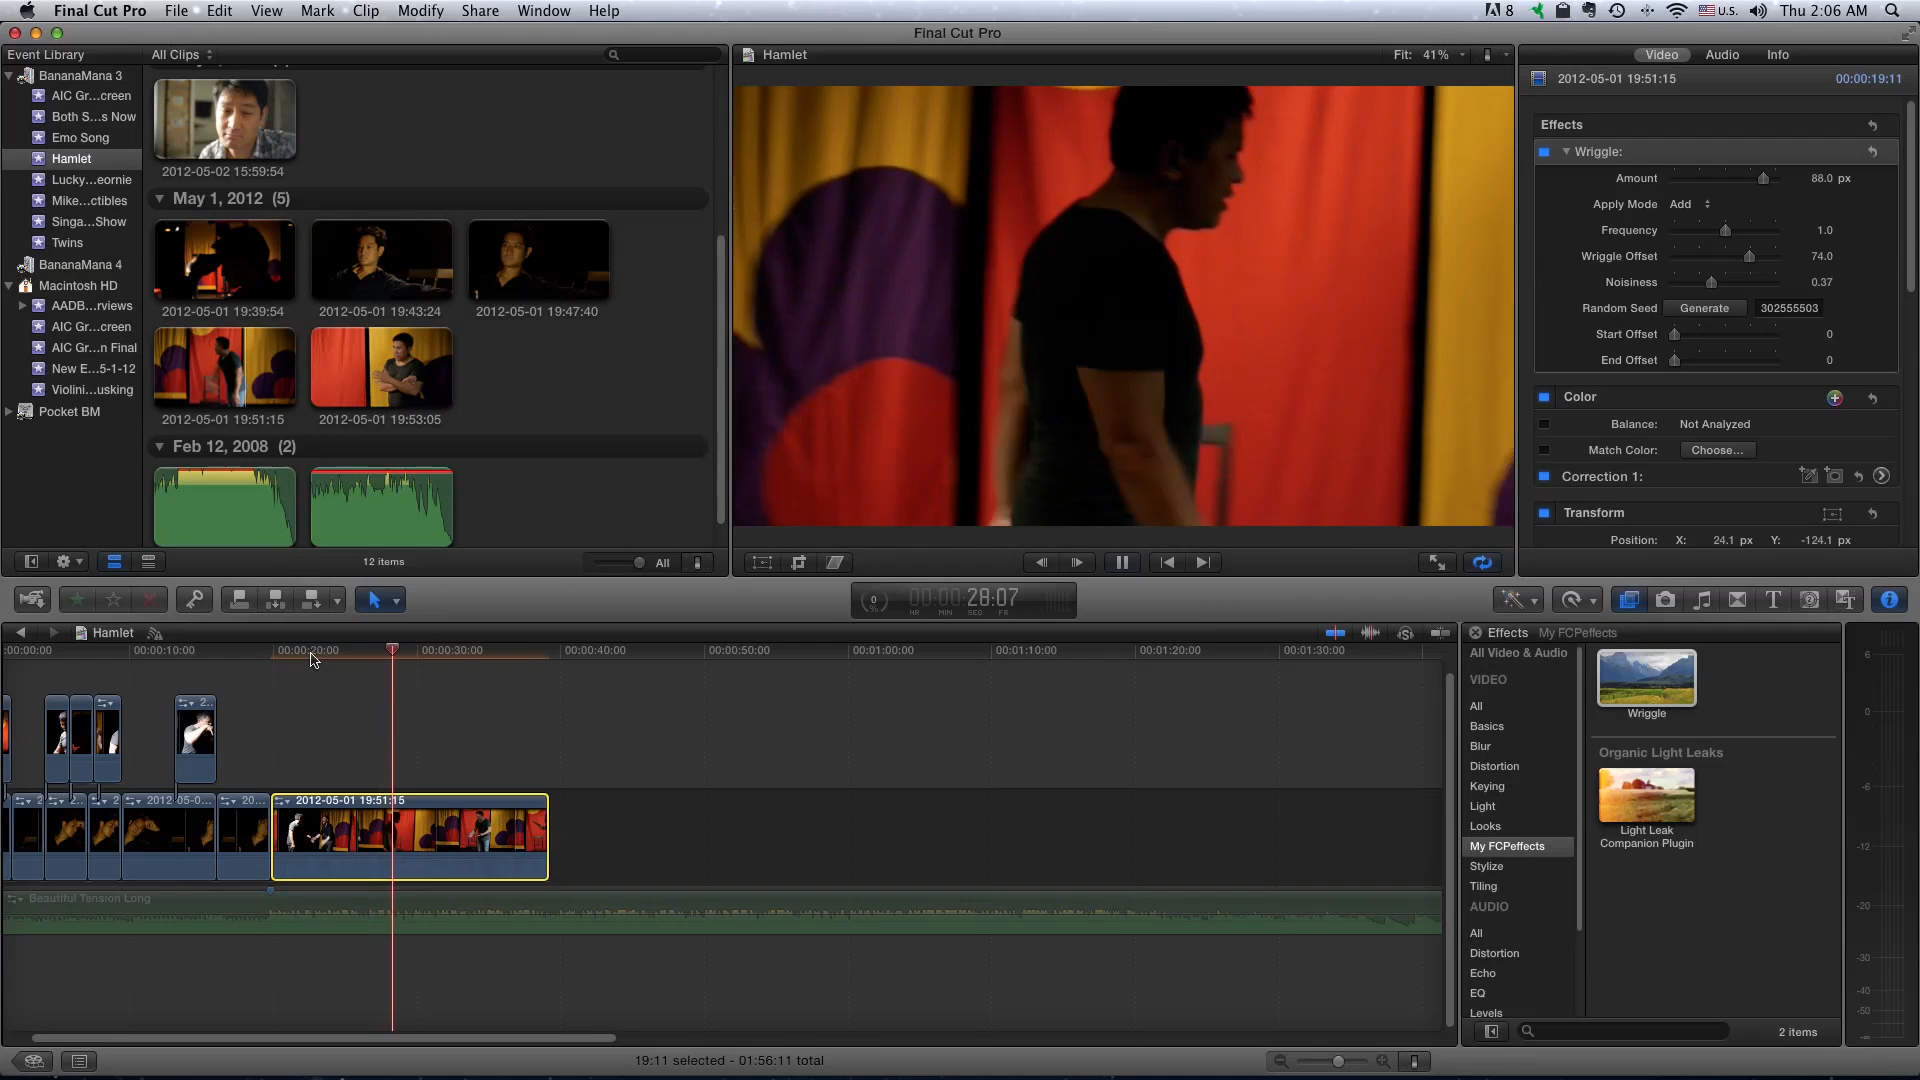 Final Cut Pro File Edit View Mark Clip Modify Share Window Help 8 U.S. Thu 2:06 AM
Final Cut Pro
Event Library All Clips
BananaMana 3
AIC Gr...creen
Both S...s Now
Emo Song
Hamlet
Lucky...eornie
Mike...ctibles
Singa...Show
Twins
BananaMana 4
Macintosh HD
AADB...rviews
AIC Gr...creen
AIC Gr...n Final
New E...5-1-12
Violini...usking
Pocket BM
2012-05-02 15:59:54
May 1, 2012 (5)
2012-05-01 19:39:54 2012-05-01 19:43:24 2012-05-01 19:47:40
2012-05-01 19:51:15 2012-05-01 19:53:05
Feb 12, 2008 (2)
12 items All
Hamlet Fit: 41%
Video Audio Info
2012-05-01 19:51:15 00:00:19:11
Effects
Wriggle:
Amount 88.0 px
Apply Mode Add
Frequency 1.0
Wriggle Offset 74.0
Noisiness 0.37
Random Seed Generate 302555503
Start Offset 0
End Offset 0
Color
Balance: Not Analyzed
Match Color: Choose...
Correction 1:
Transform
Position: X: 24.1 px Y: -124.1 px
0 % 00:00:28:07
HR MIN SEC FR
Hamlet
:00:00:00 00:00:10:00 00:00:20:00 00:00:30:00 00:00:40:00 00:00:50:00 00:01:00:00 00:01:10:00 00:01:20:00 00:01:30:00
2...
2 2... 2 2012-05-0... 20... 2012-05-01 19:51:15
Beautiful Tension Long
19:11 selected - 01:56:11 total
Effects My FCPeffects
All Video & Audio
VIDEO
All
Basics
Blur
Distortion
Keying
Light
Looks
My FCPeffects
Stylize
Tiling
AUDIO
All
Distortion
Echo
EQ
Levels
Wriggle
Organic Light Leaks
Light Leak
Companion Plugin
2 items
6
0
-6
-12
-20
-30
-40
-50